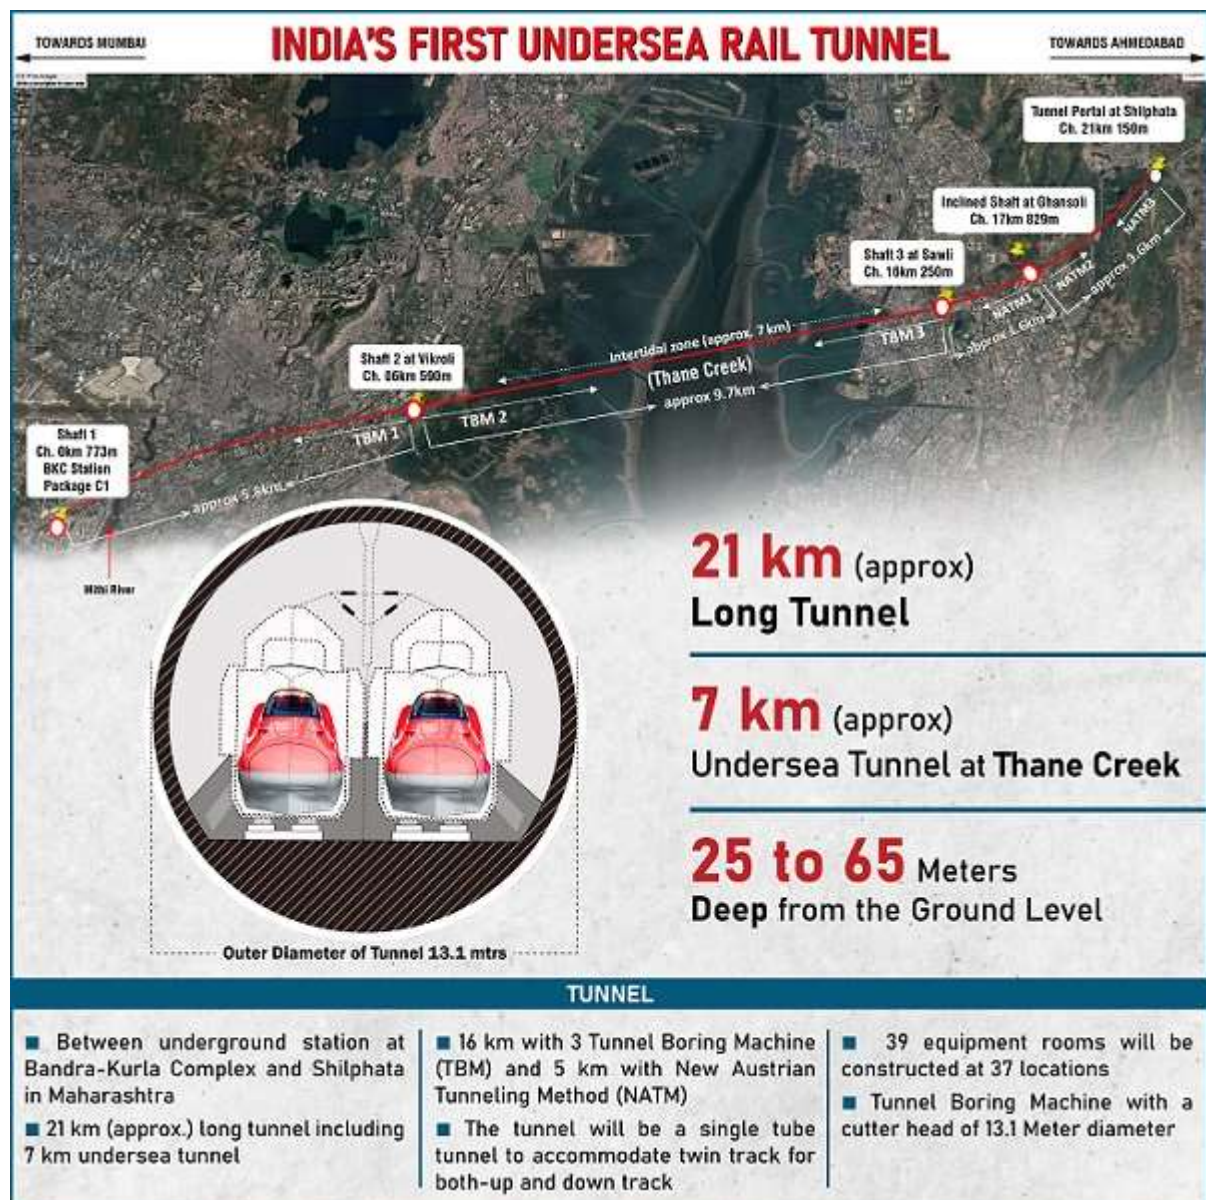 TOWARDS MUMBAI
INDIA'S FIRST UNDERSEA RAIL TUNNEL
TOWARDS AHMEDABAD
Tunnel Portal at Shilphata
Ch. 21km 150m
Inclined Shaft at Ghansoli
Ch. 17km 829m
Shaft 3 at Sawli
Ch. 16km 250m
NATM3
approx 3.6km
NATM2
NATM1
approx 1.6km
Intertidal zone (approx. 7 km)
TBM 3
(Thane Creek)
approx 9.7km
Shaft 2 at Vikroli
Ch. 06km 590m
TBM 2
TBM 1
Shaft 1
Ch. 0km 773m
BKC Station
Package C1
approx 5.8km
Mithi River
21 km (approx)
Long Tunnel
7 km (approx)
Undersea Tunnel at Thane Creek
25 to 65 Meters
Deep from the Ground Level
Outer Diameter of Tunnel 13.1 mtrs
TUNNEL
Between underground station at
Bandra-Kurla Complex and Shilphata
in Maharashtra
21 km (approx.) long tunnel including
7 km undersea tunnel
16 km with 3 Tunnel Boring Machine
(TBM) and 5 km with New Austrian
Tunneling Method (NATM)
The tunnel will be a single tube
tunnel to accommodate twin track for
both-up and down track
39 equipment rooms will be
constructed at 37 locations
Tunnel Boring Machine with a
cutter head of 13.1 Meter diameter